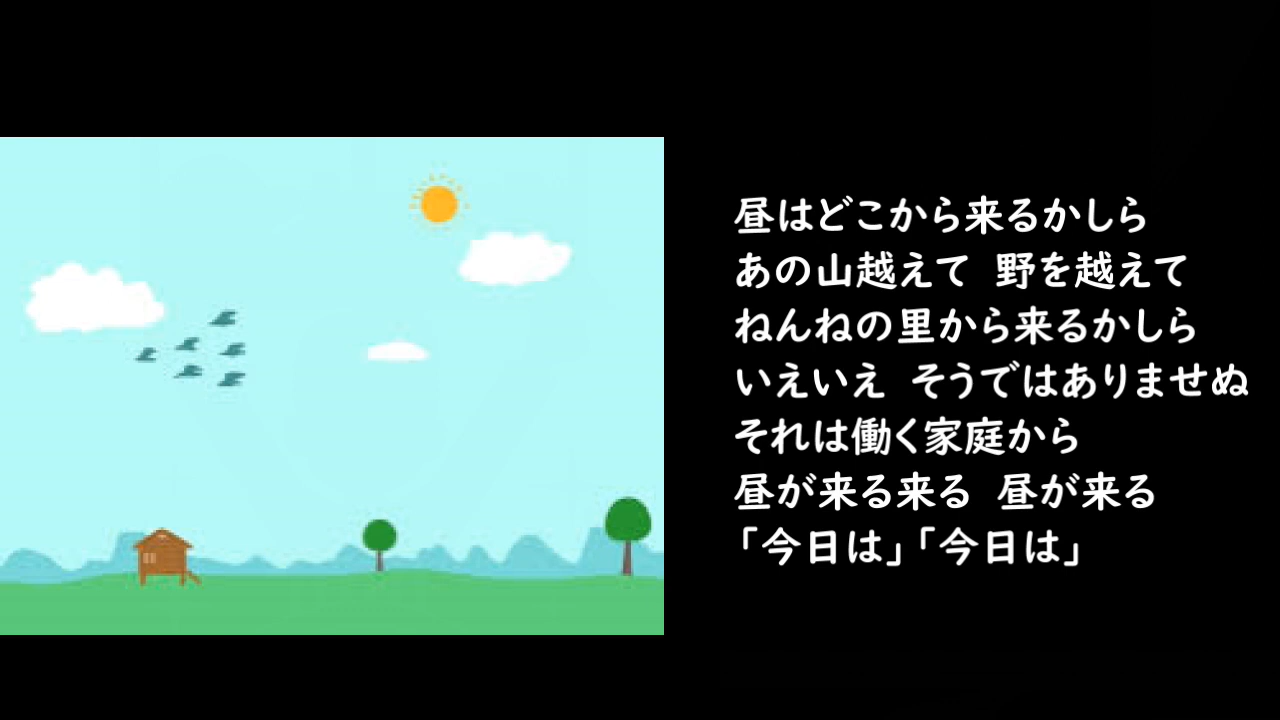 昼はどこから来るかしら
あの山越えて 野を越えて
ねんねの里から来るかしら
いえいえ そうではありませぬ
それは働く家庭から
昼が来る来る 昼が来る
「今日は」「今日は」